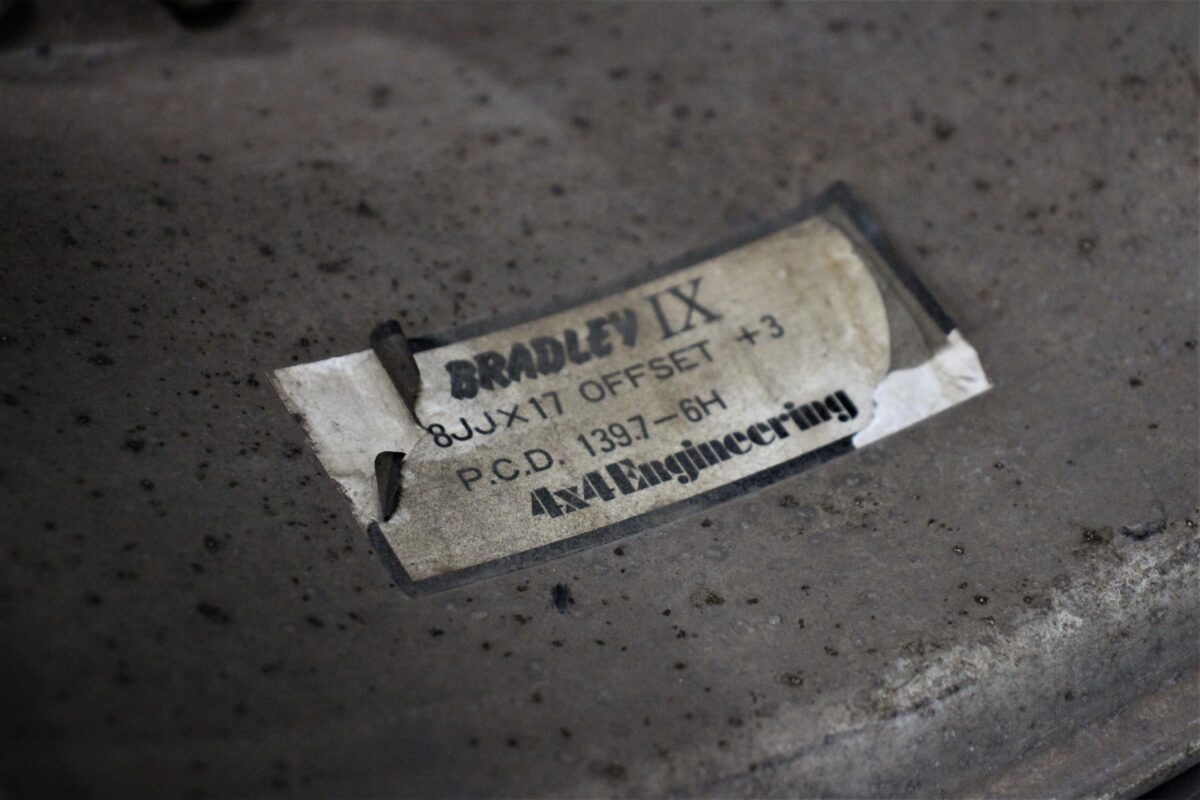 BRADLEY IX
8JJ×17 OFFSET +3
P.C.D. 139.7-6H
4x4Engineering